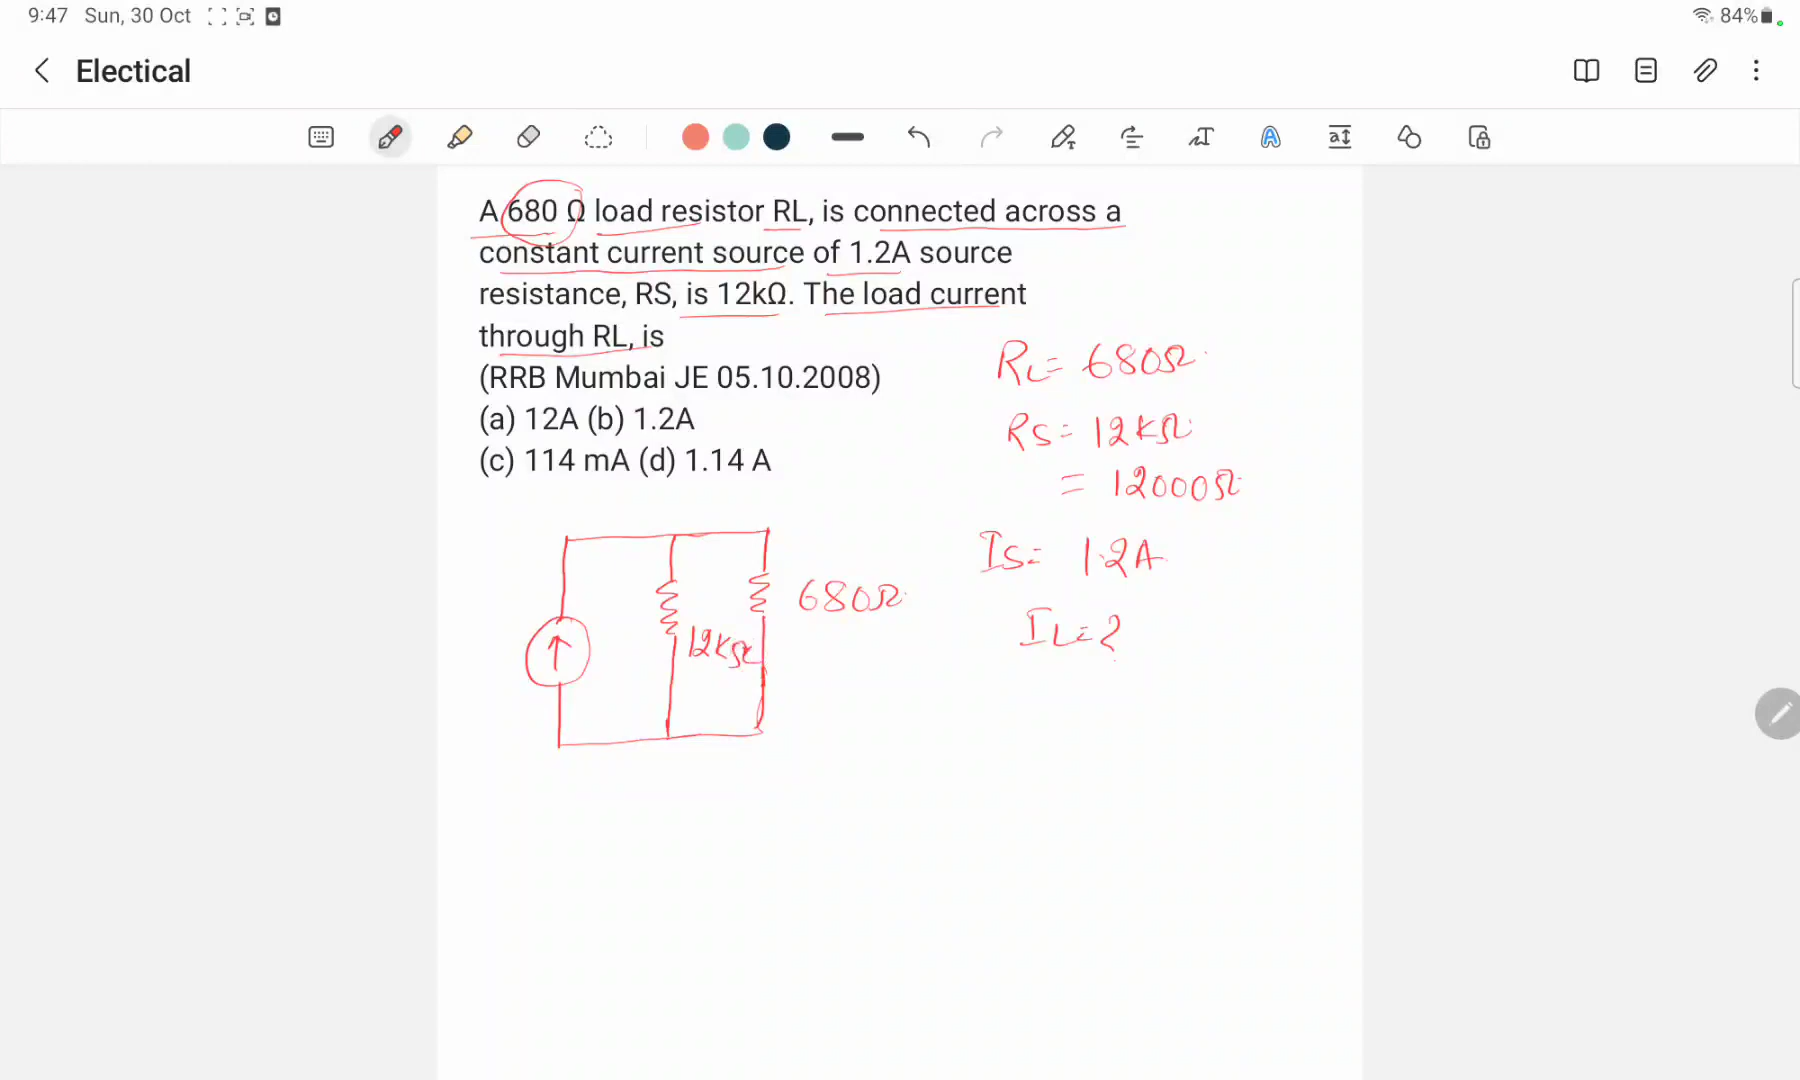 9:47 Sun, 30 Oct
84%
Electical
A 680 Ω load resistor RL, is connected across a
constant current source of 1.2A source
resistance, RS, is 12kΩ. The load current
through RL, is
(RRB Mumbai JE 05.10.2008)
(a) 12A (b) 1.2A
(c) 114 mA (d) 1.14 A
RL= 680Ω
RS= 12kΩ
= 12000Ω
IS= 1.2A
IL=?
680Ω
12kΩ